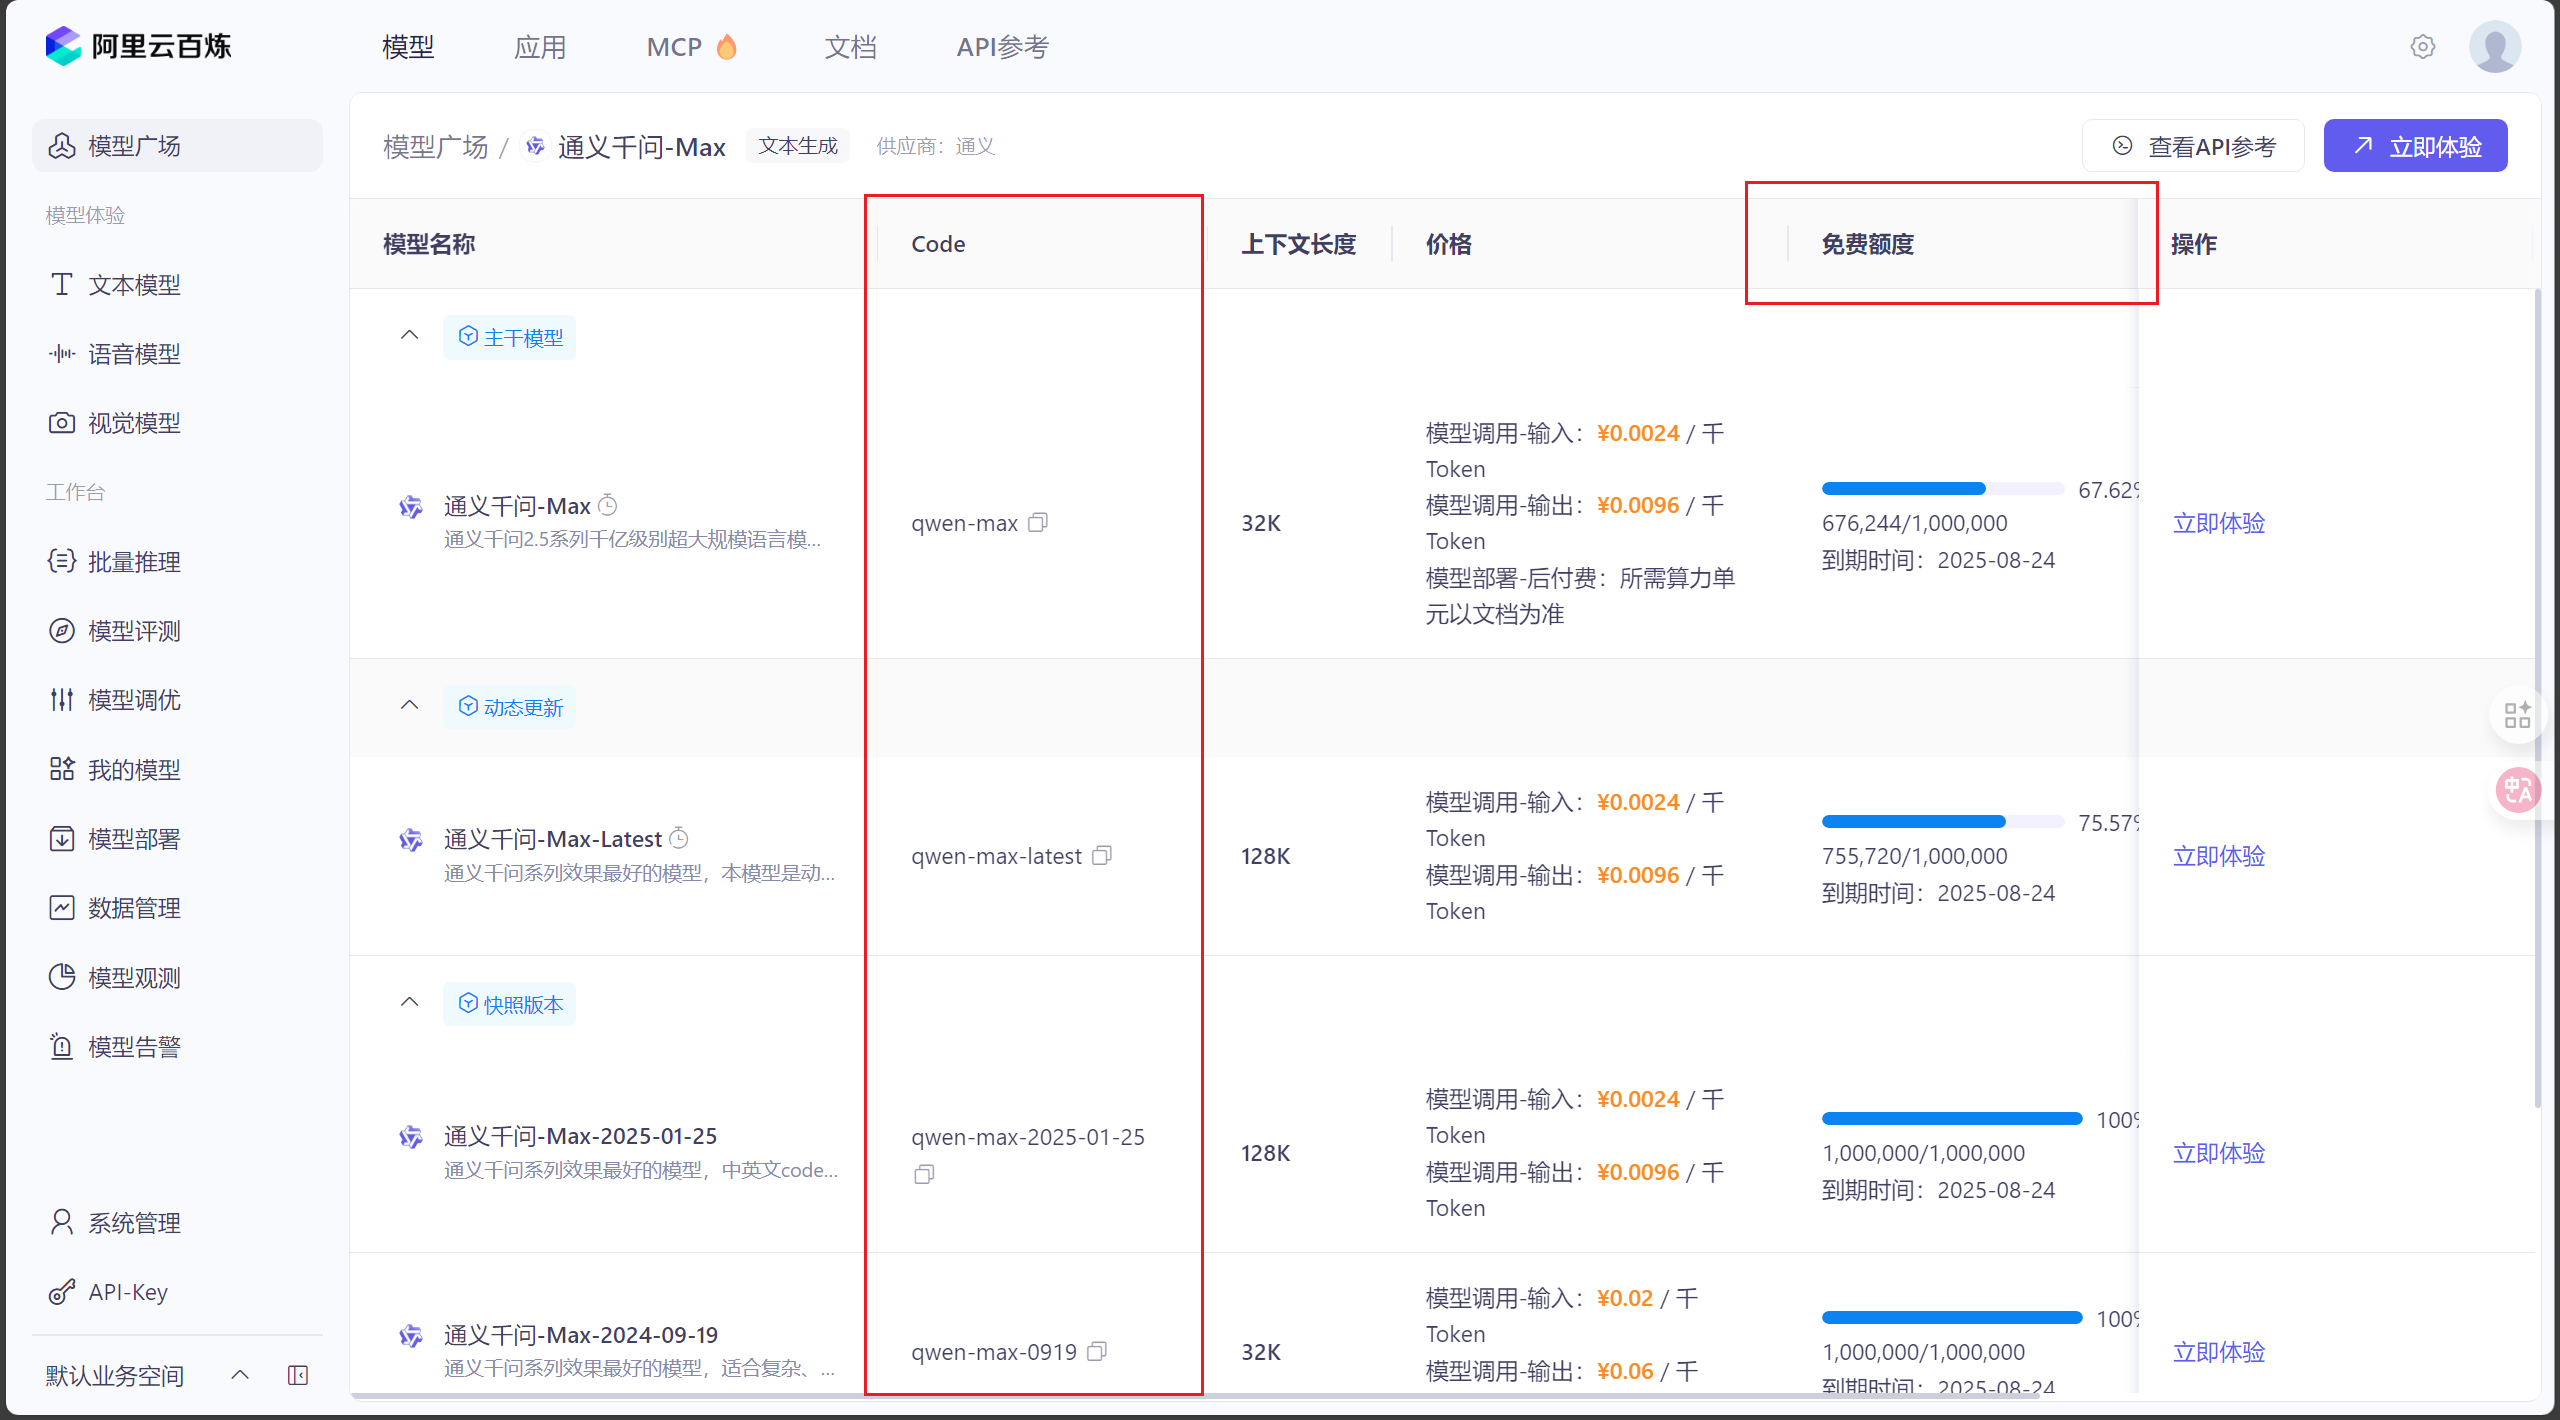 阿里云百炼
模型
应用
MCP
文档
API参考
模型广场
模型体验
文本模型
语音模型
视觉模型
工作台
批量推理
模型评测
模型调优
我的模型
模型部署
数据管理
模型观测
模型告警
系统管理
API-Key
默认业务空间
模型广场 / 通义千问-Max 文本生成 供应商：通义
查看API参考
立即体验
模型名称 Code 上下文长度 价格 免费额度 操作
主干模型
通义千问-Max
通义千问2.5系列千亿级别超大规模语言模...
qwen-max
32K
模型调用-输入：¥0.0024 / 千
Token
模型调用-输出：¥0.0096 / 千
Token
模型部署-后付费：所需算力单
元以文档为准
67.62%
676,244/1,000,000
到期时间：2025-08-24
立即体验
动态更新
通义千问-Max-Latest
通义千问系列效果最好的模型，本模型是动...
qwen-max-latest
128K
模型调用-输入：¥0.0024 / 千
Token
模型调用-输出：¥0.0096 / 千
Token
75.57%
755,720/1,000,000
到期时间：2025-08-24
立即体验
快照版本
通义千问-Max-2025-01-25
通义千问系列效果最好的模型，中英文code...
qwen-max-2025-01-25
128K
模型调用-输入：¥0.0024 / 千
Token
模型调用-输出：¥0.0096 / 千
Token
100%
1,000,000/1,000,000
到期时间：2025-08-24
立即体验
通义千问-Max-2024-09-19
通义千问系列效果最好的模型，适合复杂、...
qwen-max-0919
32K
模型调用-输入：¥0.02 / 千
Token
模型调用-输出：¥0.06 / 千
100%
1,000,000/1,000,000
到期时间：2025-08-24
立即体验
中A